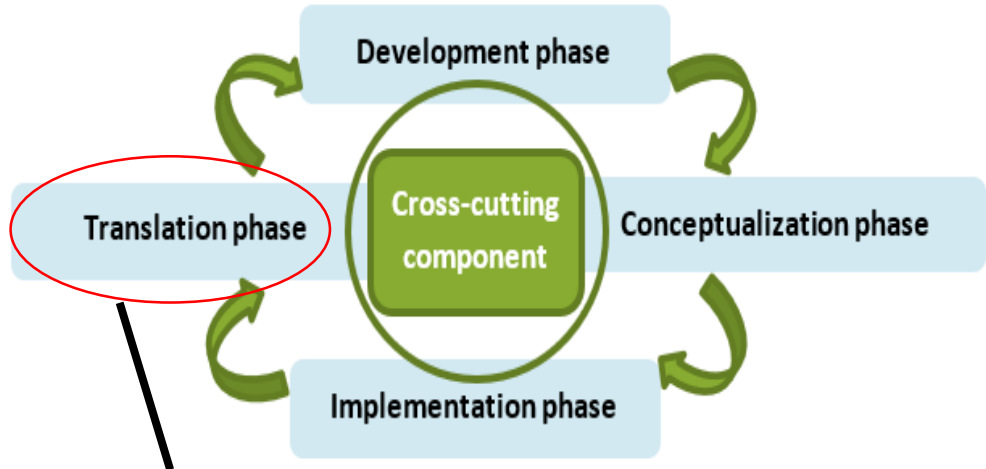 Development phase
Translation phase
Cross-cutting
component
Conceptualization phase
Implementation phase